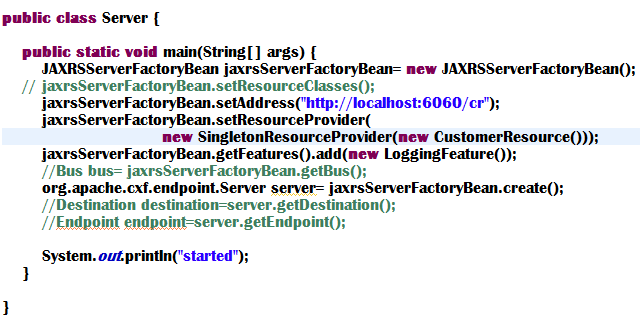 public class Server {
public static void main(String[] args) {
JAXRSServerFactoryBean jaxrsServerFactoryBean= new JAXRSServerFactoryBean();
// jaxrsServerFactoryBean.setResourceClasses();
jaxrsServerFactoryBean.setAddress("http://localhost:6060/cr");
jaxrsServerFactoryBean.setResourceProvider(
new SingletonResourceProvider(new CustomerResource()));
jaxrsServerFactoryBean.getFeatures().add(new LoggingFeature());
//Bus bus= jaxrsServerFactoryBean.getBus();
org.apache.cxf.endpoint.Server server= jaxrsServerFactoryBean.create();
//Destination destination=server.getDestination();
//Endpoint endpoint=server.getEndpoint();
System.out.println("started");
}
}